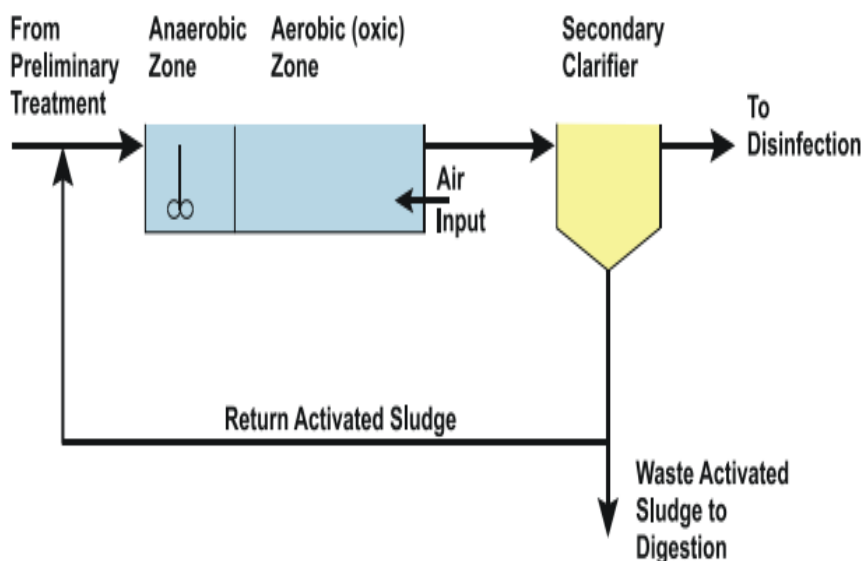 From
Preliminary
Treatment
Anaerobic
Zone
Aerobic (oxic)
Zone
Secondary
Clarifier
To
Disinfection
Air
Input
Return Activated Sludge
Waste Activated
Sludge to
Digestion